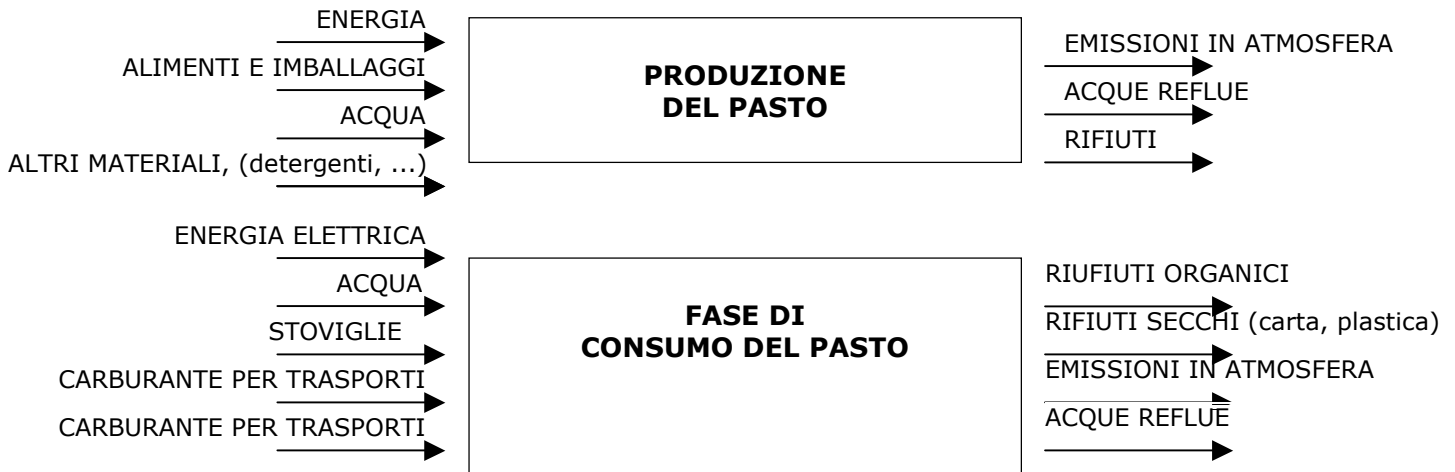 ENERGIA
ALIMENTI E IMBALLAGGI
ACQUA
ALTRI MATERIALI, (detergenti, ...)
PRODUZIONE
DEL PASTO
EMISSIONI IN ATMOSFERA
ACQUE REFLUE
RIFIUTI
ENERGIA ELETTRICA
ACQUA
STOVIGLIE
CARBURANTE PER TRASPORTI
CARBURANTE PER TRASPORTI
FASE DI
CONSUMO DEL PASTO
RIUFIUTI ORGANICI
RIFIUTI SECCHI (carta, plastica)
EMISSIONI IN ATMOSFERA
ACQUE REFLUE